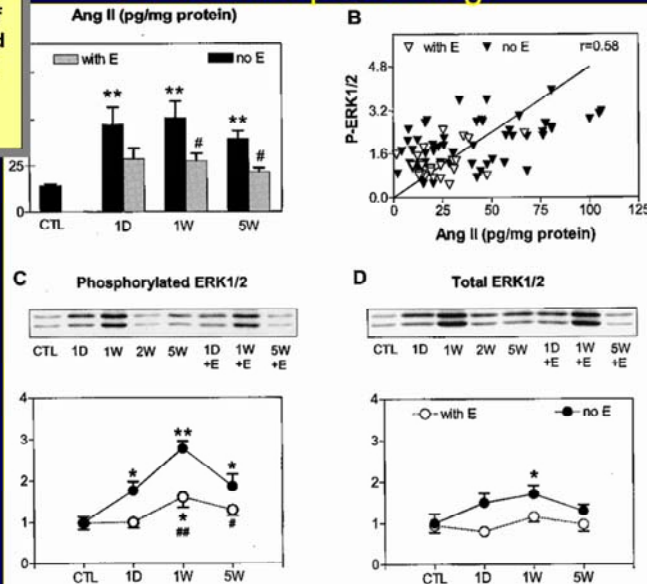 f
d
Ang II (pg/mg protein)
with E
no E
**
**
**
#
#
25
0
CTL
1D
1W
5W
B
with E
no E
r=0.58
P-ERK1/2
4.8
3.2
1.6
0.0
0
25
50
75
100
125
Ang II (pg/mg protein)
C
Phosphorylated ERK1/2
CTL 1D 1W 2W 5W 1D 1W 5W
+E +E +E
4
3
2
1
0
*
**
*
*
##
#
CTL
1D
1W
5W
D
Total ERK1/2
CTL 1D 1W 2W 5W 1D 1W 5W
+E +E +E
with E
no E
4
3
2
1
0
*
CTL
1D
1W
5W